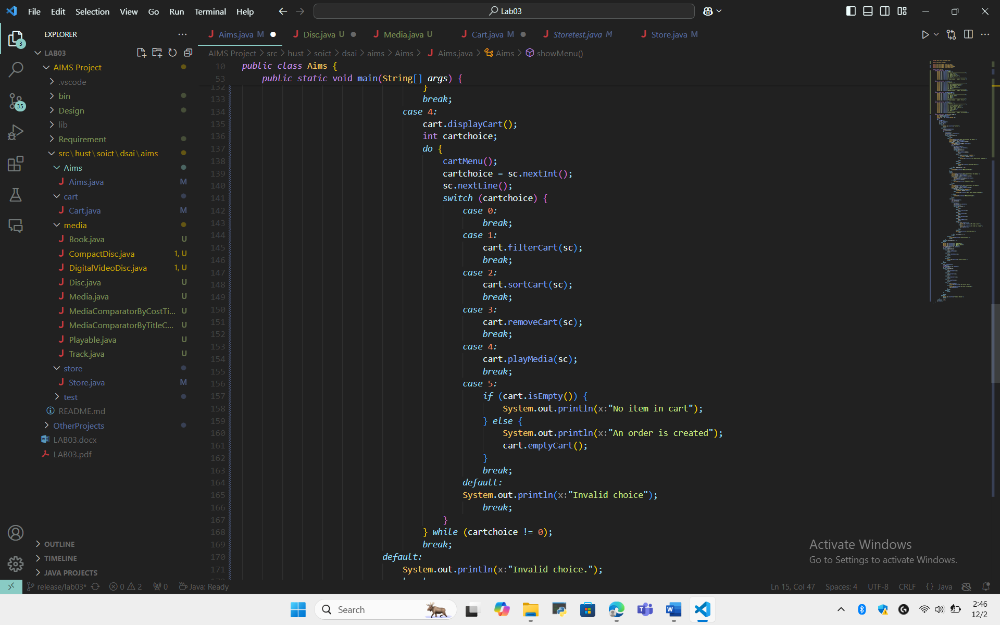 File Edit Selection View Go Run Terminal Help
Lab03
EXPLORER
Aims.java M
Disc.java U
Media.java U
Cart.java M
Storetest.java M
Store.java M
AIMS Project > src > hust > soict > dsai > aims > Aims > Aims.java > Aims > showMenu()
3
35
LAB03
AIMS Project
.vscode
bin
Design
lib
Requirement
src\hust\soict\dsai\aims
Aims
Aims.java M
cart
Cart.java M
media
Book.java U
CompactDisc.java 1, U
DigitalVideoDisc.java 1, U
Disc.java U
Media.java U
MediaComparatorByCostTi... U
MediaComparatorByTitleC... U
Playable.java U
Track.java U
store
Store.java M
test
README.md
OtherProjects
LAB03.docx
LAB03.pdf
OUTLINE
TIMELINE
JAVA PROJECTS
10 public class Aims {
53 public static void main(String[] args) {
132 }
133 break;
134 case 4:
135 cart.displayCart();
136 int cartchoice;
137 do {
138 cartMenu();
139 cartchoice = sc.nextInt();
140 sc.nextLine();
141 switch (cartchoice) {
142 case 0:
143 break;
144 case 1:
145 cart.filterCart(sc);
146 break;
147 case 2:
148 cart.sortCart(sc);
149 break;
150 case 3:
151 cart.removeCart(sc);
152 break;
153 case 4:
154 cart.playMedia(sc);
155 break;
156 case 5:
157 if (cart.isEmpty()) {
158 System.out.println(x:"No item in cart");
159 } else {
160 System.out.println(x:"An order is created");
161 cart.emptyCart();
162 }
163 break;
164 default:
165 System.out.println(x:"Invalid choice");
166 break;
167 }
168 } while (cartchoice != 0);
169 break;
170 default:
171 System.out.println(x:"Invalid choice.");
Activate Windows
Go to Settings to activate Windows.
release/lab03* 0 2 0 Java: Ready
Ln 15, Col 47 Spaces: 4 UTF-8 CRLF {} Java
Search
2:46
12/2